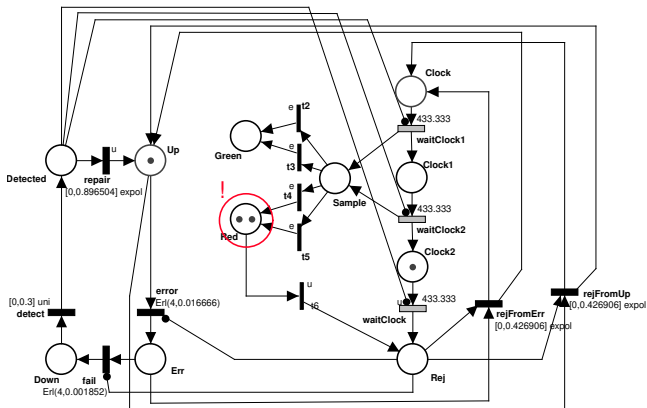 Clock
e t2
433.333
waitClock1
u
Up
Green
e
t3
Clock1
Detected
repair
[0,0.896504] expol
!
e
t4
Sample
433.333
waitClock2
Red
e
t5
Clock2
[0,0.3] uni
detect
error
Erl(4,0.016666)
u
t6
u
433.333
waitClock
rejFromErr
[0,0.426906] expol
rejFromUp
[0,0.426906] expol
Down
fail
Erl(4,0.001852)
Err
Rej